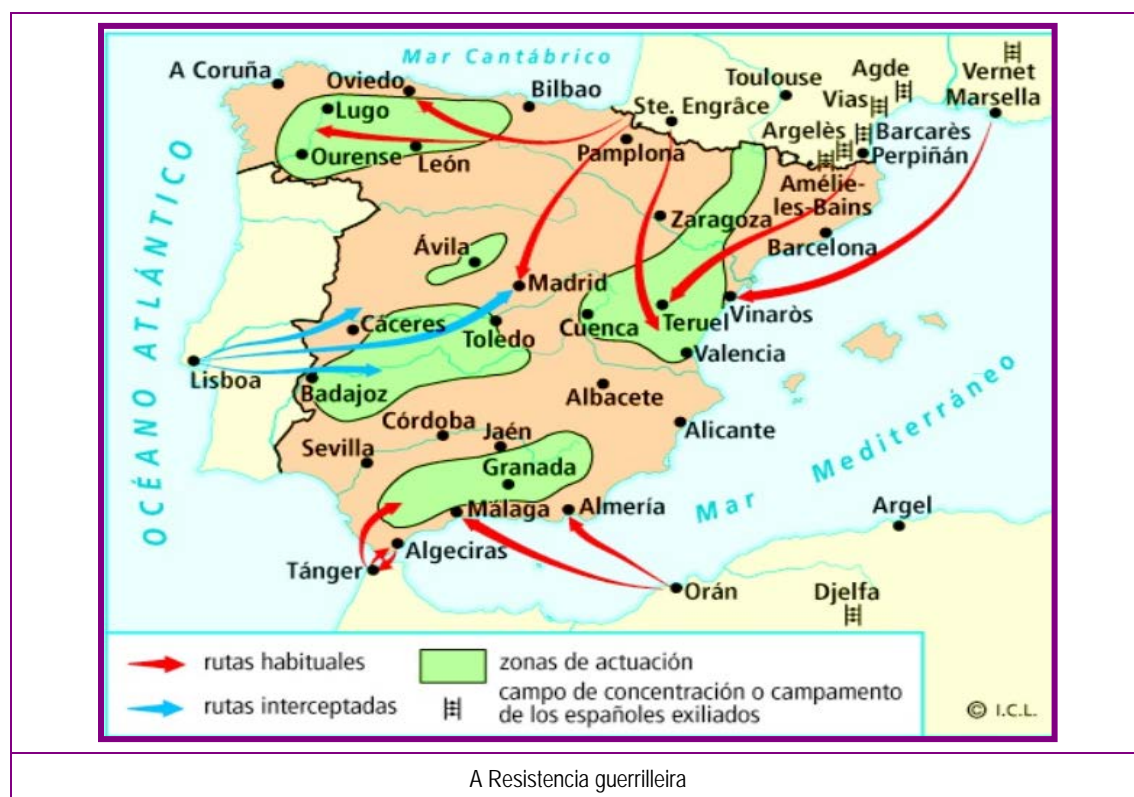 Mar Cantábrico
A Coruña
Oviedo
Bilbao
Toulouse
Agde
Vernet
Lugo
Ste. Engrâce
Vias
Marsella
Argelès
Barcarès
Ourense
León
Pamplona
Perpiñán
Amélie-
les-Bains
Zaragoza
Barcelona
OCÉANO ATLÁNTICO
Ávila
Madrid
Cáceres
Toledo
Cuenca
Teruel
Vinaròs
Lisboa
Badajoz
Valencia
Albacete
Córdoba
Jaén
Alicante
Sevilla
Granada
Mar Mediterráneo
Málaga
Almería
Argel
Algeciras
Tánger
Orán
Djelfa
rutas habituales
zonas de actuación
rutas interceptadas
campo de concentración o campamento
de los españoles exiliados
© I.C.L.
A Resistencia guerrilleira